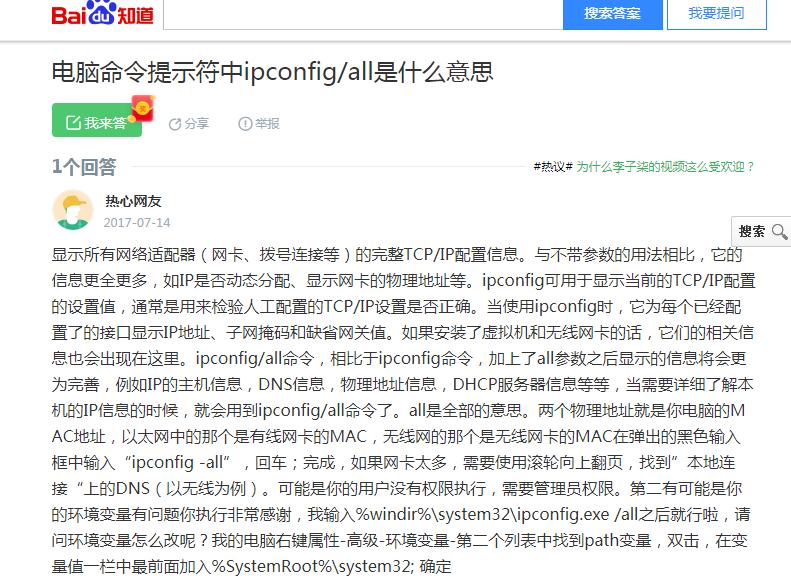 Bai du 知道
搜索答案
我要提问
电脑命令提示符中ipconfig/all是什么意思
我来答
奖
分享
举报
1个回答
#热议# 为什么李子柒的视频这么受欢迎？
热心网友
2017-07-14
搜索
显示所有网络适配器（网卡、拨号连接等）的完整TCP/IP配置信息。与不带参数的用法相比，它的
信息更全更多，如IP是否动态分配、显示网卡的物理地址等。ipconfig可用于显示当前的TCP/IP配置
的设置值，通常是用来检验人工配置的TCP/IP设置是否正确。当使用ipconfig时，它为每个已经配
置了的接口显示IP地址、子网掩码和缺省网关值。如果安装了虚拟机和无线网卡的话，它们的相关信
息也会出现在这里。ipconfig/all命令，相比于ipconfig命令，加上了all参数之后显示的信息将会更
为完善，例如IP的主机信息，DNS信息，物理地址信息，DHCP服务器信息等等，当需要详细了解本
机的IP信息的时候，就会用到ipconfig/all命令了。all是全部的意思。两个物理地址就是你电脑的M
AC地址，以太网中的那个是有线网卡的MAC，无线网的那个是无线网卡的MAC在弹出的黑色输入
框中输入“ipconfig -all”，回车；完成，如果网卡太多，需要使用滚轮向上翻页，找到”本地连
接“上的DNS（以无线为例）。可能是你的用户没有权限执行，需要管理员权限。第二有可能是你
的环境变量有问题你执行非常感谢，我输入%windir%\system32\ipconfig.exe /all之后就行啦，请
问环境变量怎么改呢？我的电脑右键属性-高级-环境变量-第二个列表中找到path变量，双击，在变
量值一栏中最前面加入%SystemRoot%\system32; 确定